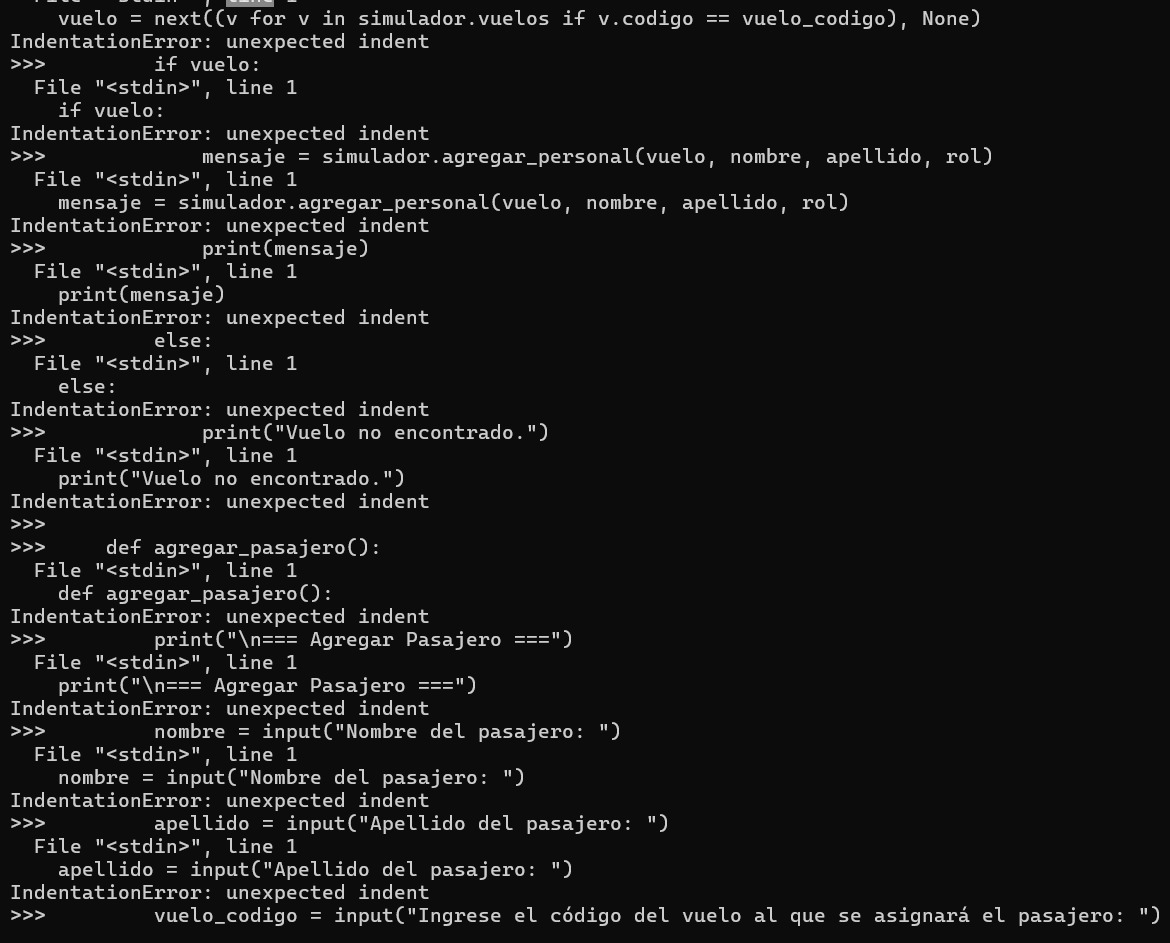 File "<stdin>", line 1
    vuelo = next((v for v in simulador.vuelos if v.codigo == vuelo_codigo), None)
IndentationError: unexpected indent
>>>         if vuelo:
  File "<stdin>", line 1
    if vuelo:
IndentationError: unexpected indent
>>>             mensaje = simulador.agregar_personal(vuelo, nombre, apellido, rol)
  File "<stdin>", line 1
    mensaje = simulador.agregar_personal(vuelo, nombre, apellido, rol)
IndentationError: unexpected indent
>>>             print(mensaje)
  File "<stdin>", line 1
    print(mensaje)
IndentationError: unexpected indent
>>>         else:
  File "<stdin>", line 1
    else:
IndentationError: unexpected indent
>>>             print("Vuelo no encontrado.")
  File "<stdin>", line 1
    print("Vuelo no encontrado.")
IndentationError: unexpected indent
>>>
>>>     def agregar_pasajero():
  File "<stdin>", line 1
    def agregar_pasajero():
IndentationError: unexpected indent
>>>         print("\n=== Agregar Pasajero ===")
  File "<stdin>", line 1
    print("\n=== Agregar Pasajero ===")
IndentationError: unexpected indent
>>>         nombre = input("Nombre del pasajero: ")
  File "<stdin>", line 1
    nombre = input("Nombre del pasajero: ")
IndentationError: unexpected indent
>>>         apellido = input("Apellido del pasajero: ")
  File "<stdin>", line 1
    apellido = input("Apellido del pasajero: ")
IndentationError: unexpected indent
>>>         vuelo_codigo = input("Ingrese el código del vuelo al que se asignará el pasajero: ")